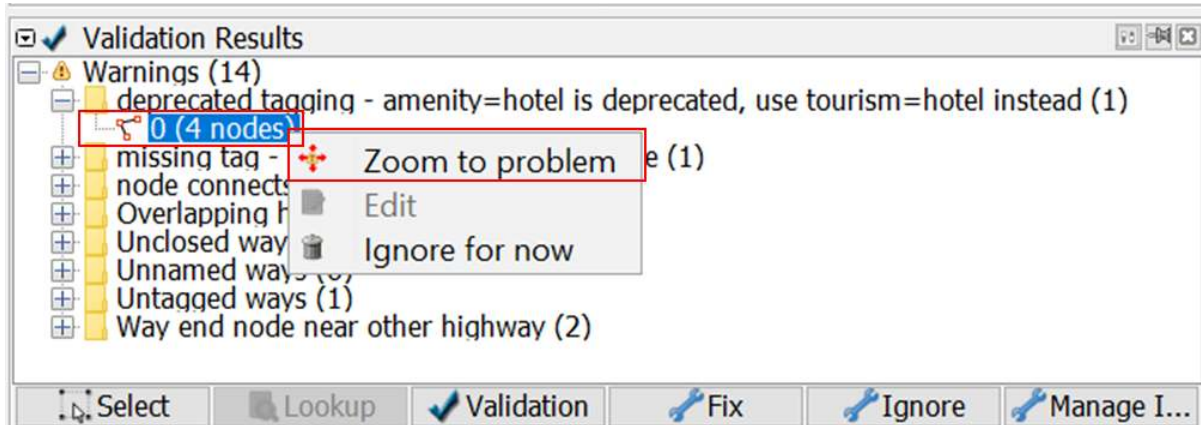 Validation Results
Warnings (14)
deprecated tagging - amenity=hotel is deprecated, use tourism=hotel instead (1)
0 (4 nodes)
missing tag - e (1)
Zoom to problem
node connects
Edit
Overlapping h
Unclosed way
Ignore for now
Unnamed ways
Untagged ways (1)
Way end node near other highway (2)
Select Lookup Validation Fix Ignore Manage I...